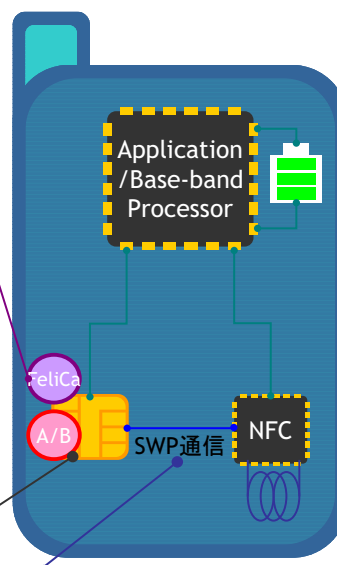 Application
/Base-band
Processor
FeliCa
A/B
SWP通信
NFC